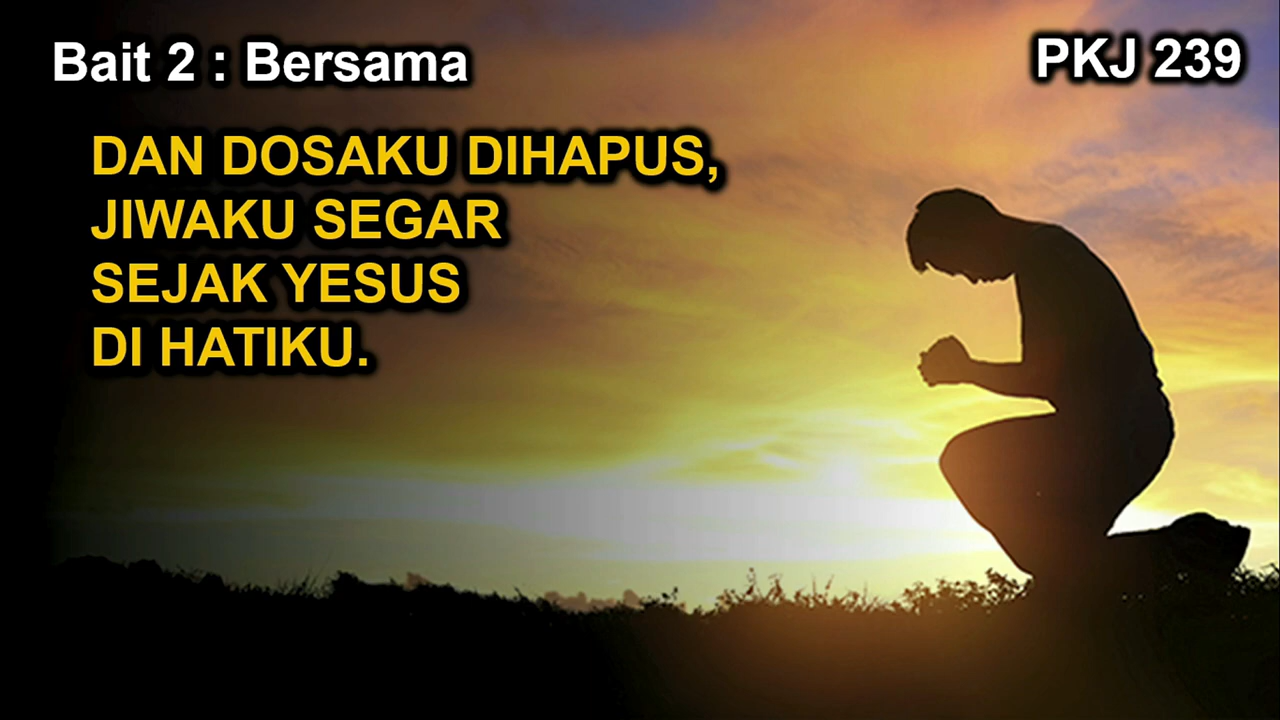 Bait 2 : Bersama
PKJ 239
DAN DOSAKU DIHAPUS,
JIWAKU SEGAR
SEJAK YESUS
DI HATIKU.